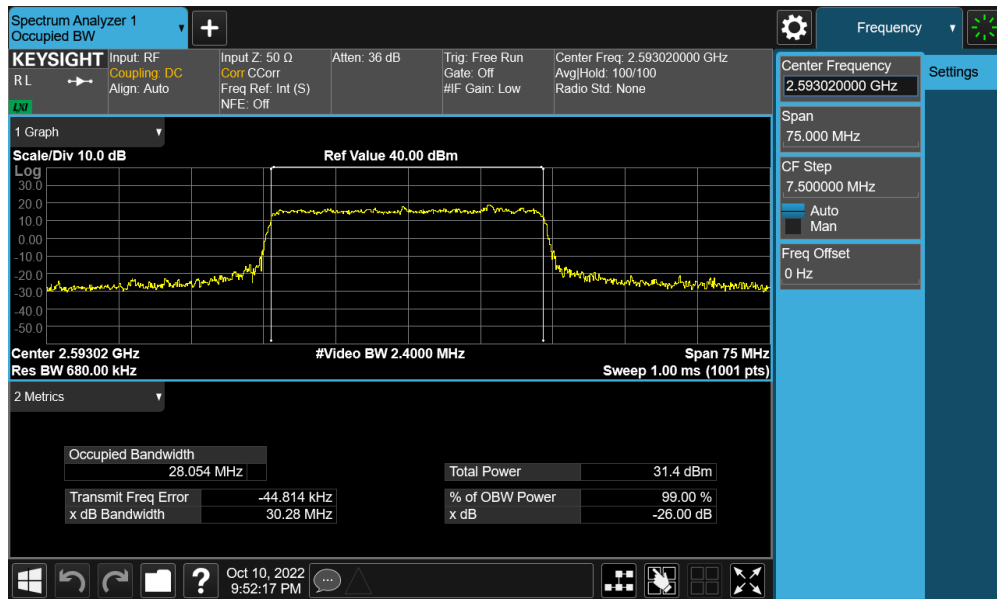 Spectrum Analyzer 1
Occupied BW
Frequency
KEYSIGHT
R L
LXI
Input: RF
Coupling: DC
Align: Auto
Input Z: 50 Ω
Corr CCorr
Freq Ref: Int (S)
NFE: Off
Atten: 36 dB
Trig: Free Run
Gate: Off
#IF Gain: Low
Center Freq: 2.593020000 GHz
Avg|Hold: 100/100
Radio Std: None
Center Frequency
2.593020000 GHz
Settings
Span
75.000 MHz
CF Step
7.500000 MHz
Auto
Man
Freq Offset
0 Hz
1 Graph
Scale/Div 10.0 dB
Ref Value 40.00 dBm
Log
30.0
20.0
10.0
0.00
-10.0
-20.0
-30.0
-40.0
-50.0
Center 2.59302 GHz
#Video BW 2.4000 MHz
Span 75 MHz
Res BW 680.00 kHz
Sweep 1.00 ms (1001 pts)
2 Metrics
Occupied Bandwidth
28.054 MHz
Total Power 31.4 dBm
Transmit Freq Error -44.814 kHz
% of OBW Power 99.00 %
x dB Bandwidth 30.28 MHz
x dB -26.00 dB
?
Oct 10, 2022
9:52:17 PM